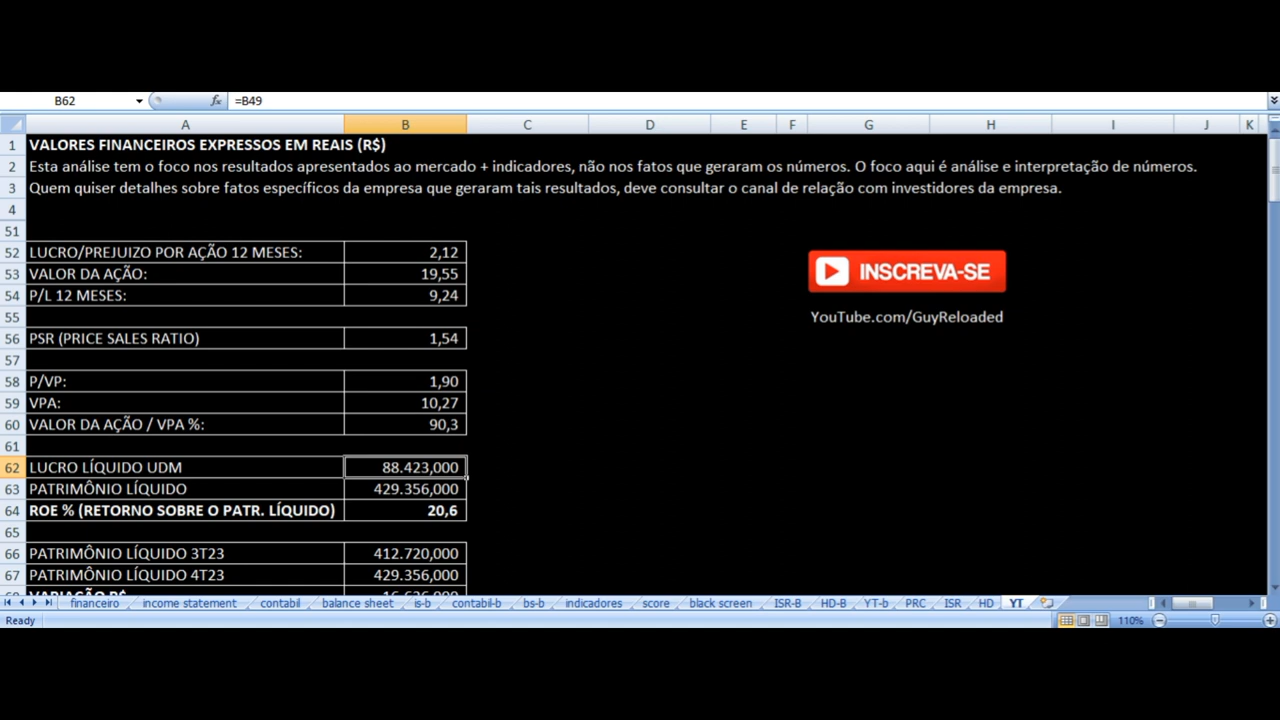 B62 fx =B49
A B C D E F G H I J K
1 VALORES FINANCEIROS EXPRESSOS EM REAIS (R$)
2 Esta análise tem o foco nos resultados apresentados ao mercado + indicadores, não nos fatos que geraram os números. O foco aqui é análise e interpretação de números.
3 Quem quiser detalhes sobre fatos específicos da empresa que geraram tais resultados, deve consultar o canal de relação com investidores da empresa.
4
51
52 LUCRO/PREJUIZO POR AÇÃO 12 MESES: 2,12
53 VALOR DA AÇÃO: 19,55
INSCREVA-SE
54 P/L 12 MESES: 9,24
55
YouTube.com/GuyReloaded
56 PSR (PRICE SALES RATIO) 1,54
57
58 P/VP: 1,90
59 VPA: 10,27
60 VALOR DA AÇÃO / VPA %: 90,3
61
62 LUCRO LÍQUIDO UDM 88.423,000
63 PATRIMÔNIO LÍQUIDO 429.356,000
64 ROE % (RETORNO SOBRE O PATR. LÍQUIDO) 20,6
65
66 PATRIMÔNIO LÍQUIDO 3T23 412.720,000
67 PATRIMÔNIO LÍQUIDO 4T23 429.356,000
68 VARIAÇÃO R$ 16.636,000
financeiro income statement contabil balance sheet is-b contabil-b bs-b indicadores score black screen ISR-B HD-B YT-b PRC ISR HD YT
Ready 110%